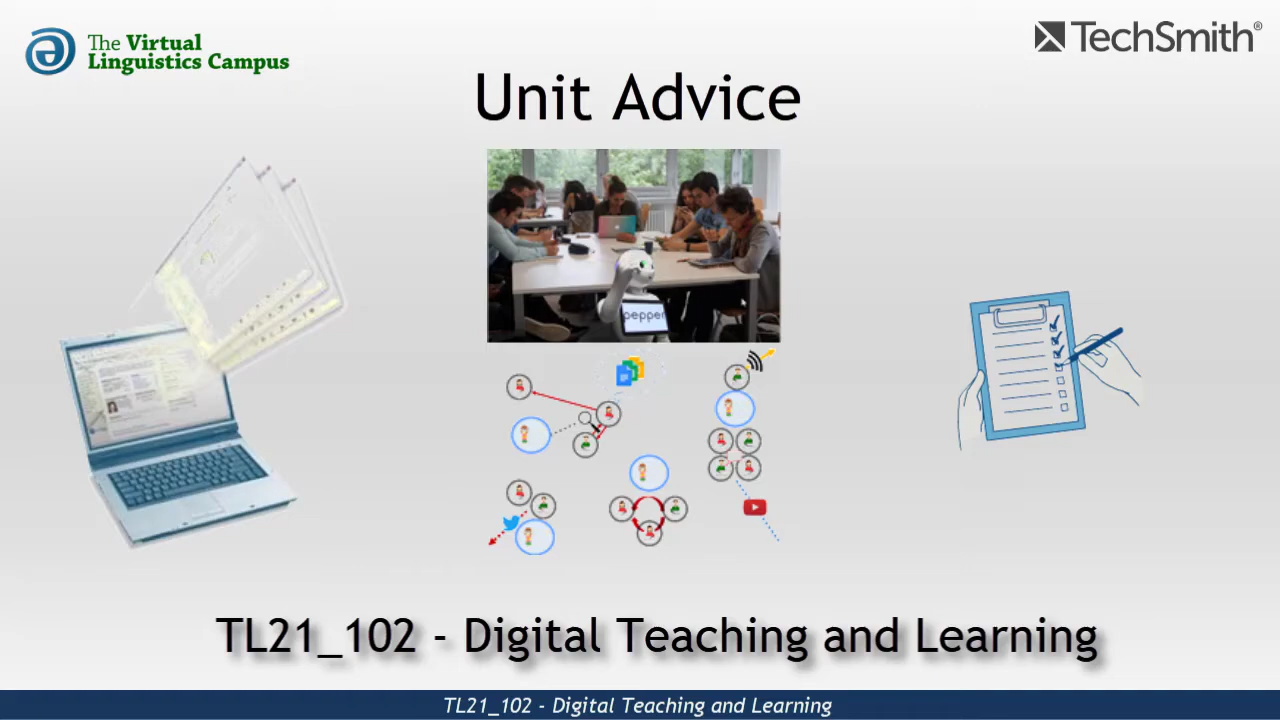 The Virtual
Linguistics Campus
TechSmith®
Unit Advice
pepper
TL21_102 - Digital Teaching and Learning
TL21_102 - Digital Teaching and Learning